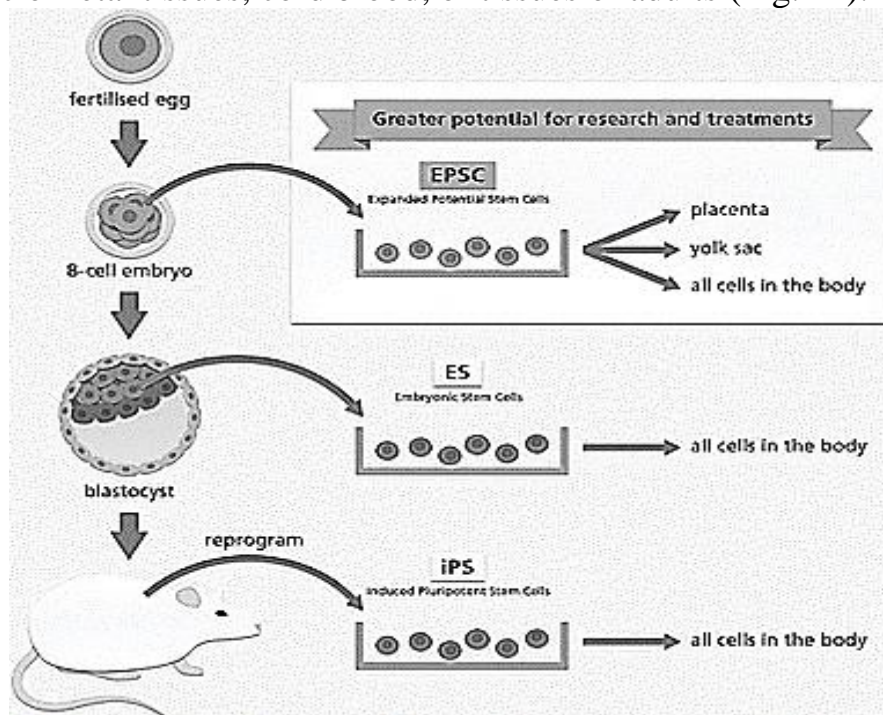 fertilised egg
Greater potential for research and treatments
EPSC
Expanded Potential Stem Cells
placenta
yolk sac
all cells in the body
8-cell embryo
ES
Embryonic Stem Cells
all cells in the body
blastocyst
reprogram
iPS
Induced Pluripotent Stem Cells
all cells in the body